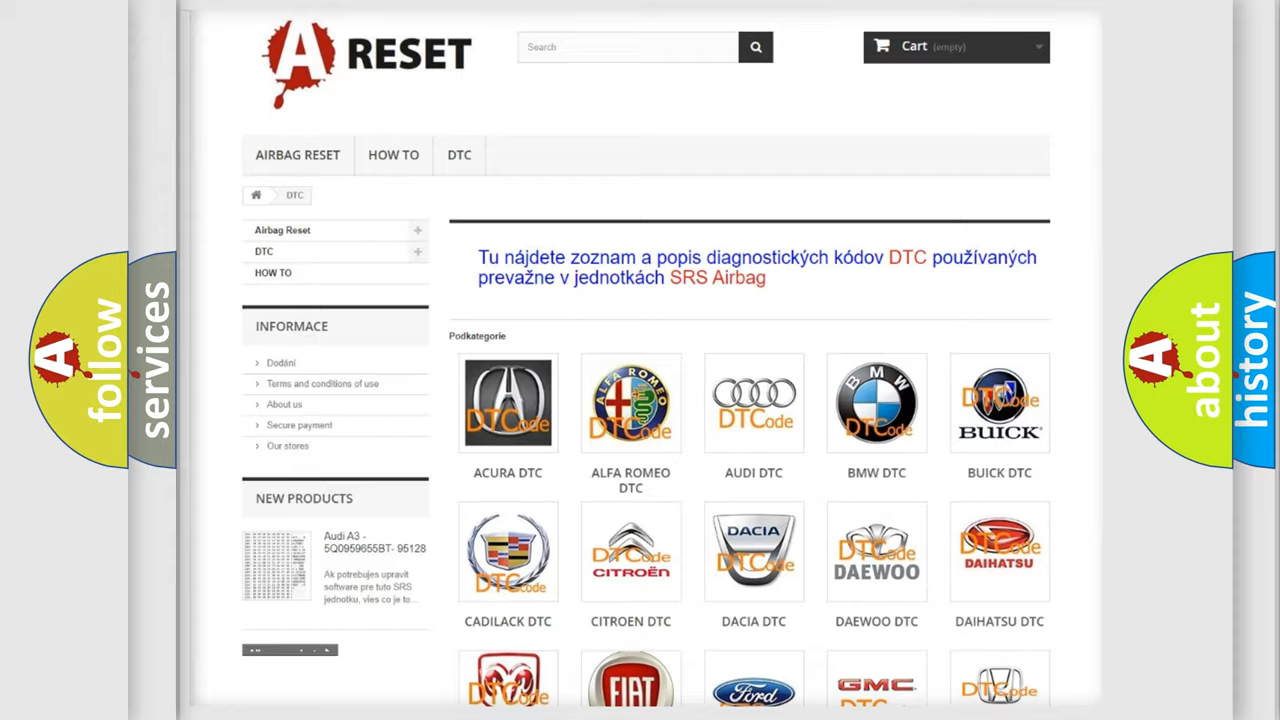 A RESET
Search
Cart (empty)
AIRBAG RESET
HOW TO
DTC
DTC
Airbag Reset
DTC
HOW TO
INFORMACE
Dodání
Terms and conditions of use
About us
Secure payment
Our stores
NEW PRODUCTS
Audi A3 -
5Q0959655BT- 95128
Ak potrebujes upravit
software pre tuto SRS
jednotku, vies co je to...
Tu nájdete zoznam a popis diagnostických kódov DTC používaných
prevažne v jednotkách SRS Airbag
Podkategorie
DTCode
ALFA ROMEO
DTCode
DTCode
BMW
DTCode
DTCode
BUICK
ACURA DTC
ALFA ROMEO
DTC
AUDI DTC
BMW DTC
BUICK DTC
DTCode
DTCode
CITROËN
DACIA
DTCode
DTCode
DAEWOO
DTCode
DAIHATSU
CADILACK DTC
CITROEN DTC
DACIA DTC
DAEWOO DTC
DAIHATSU DTC
DTCode
FIAT
Ford
GMC
DTCode
A follow
services
A about
history